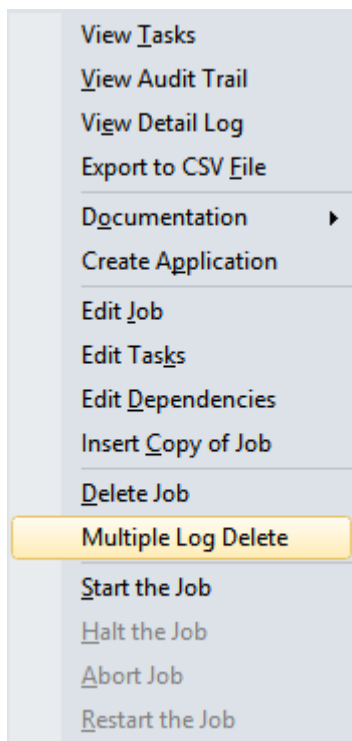 View Tasks
View Audit Trail
View Detail Log
Export to CSV File
Documentation
Create Application
Edit Job
Edit Tasks
Edit Dependencies
Insert Copy of Job
Delete Job
Multiple Log Delete
Start the Job
Halt the Job
Abort Job
Restart the Job